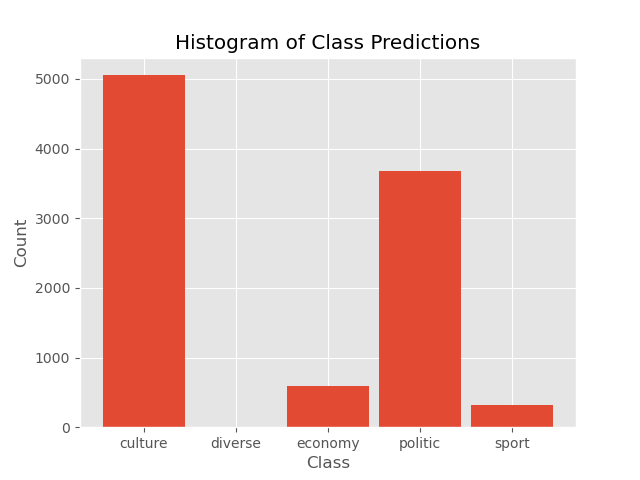 Histogram of Class Predictions
5000
4000
3000
2000
1000
0
Count
culture diverse economy politic sport
Class